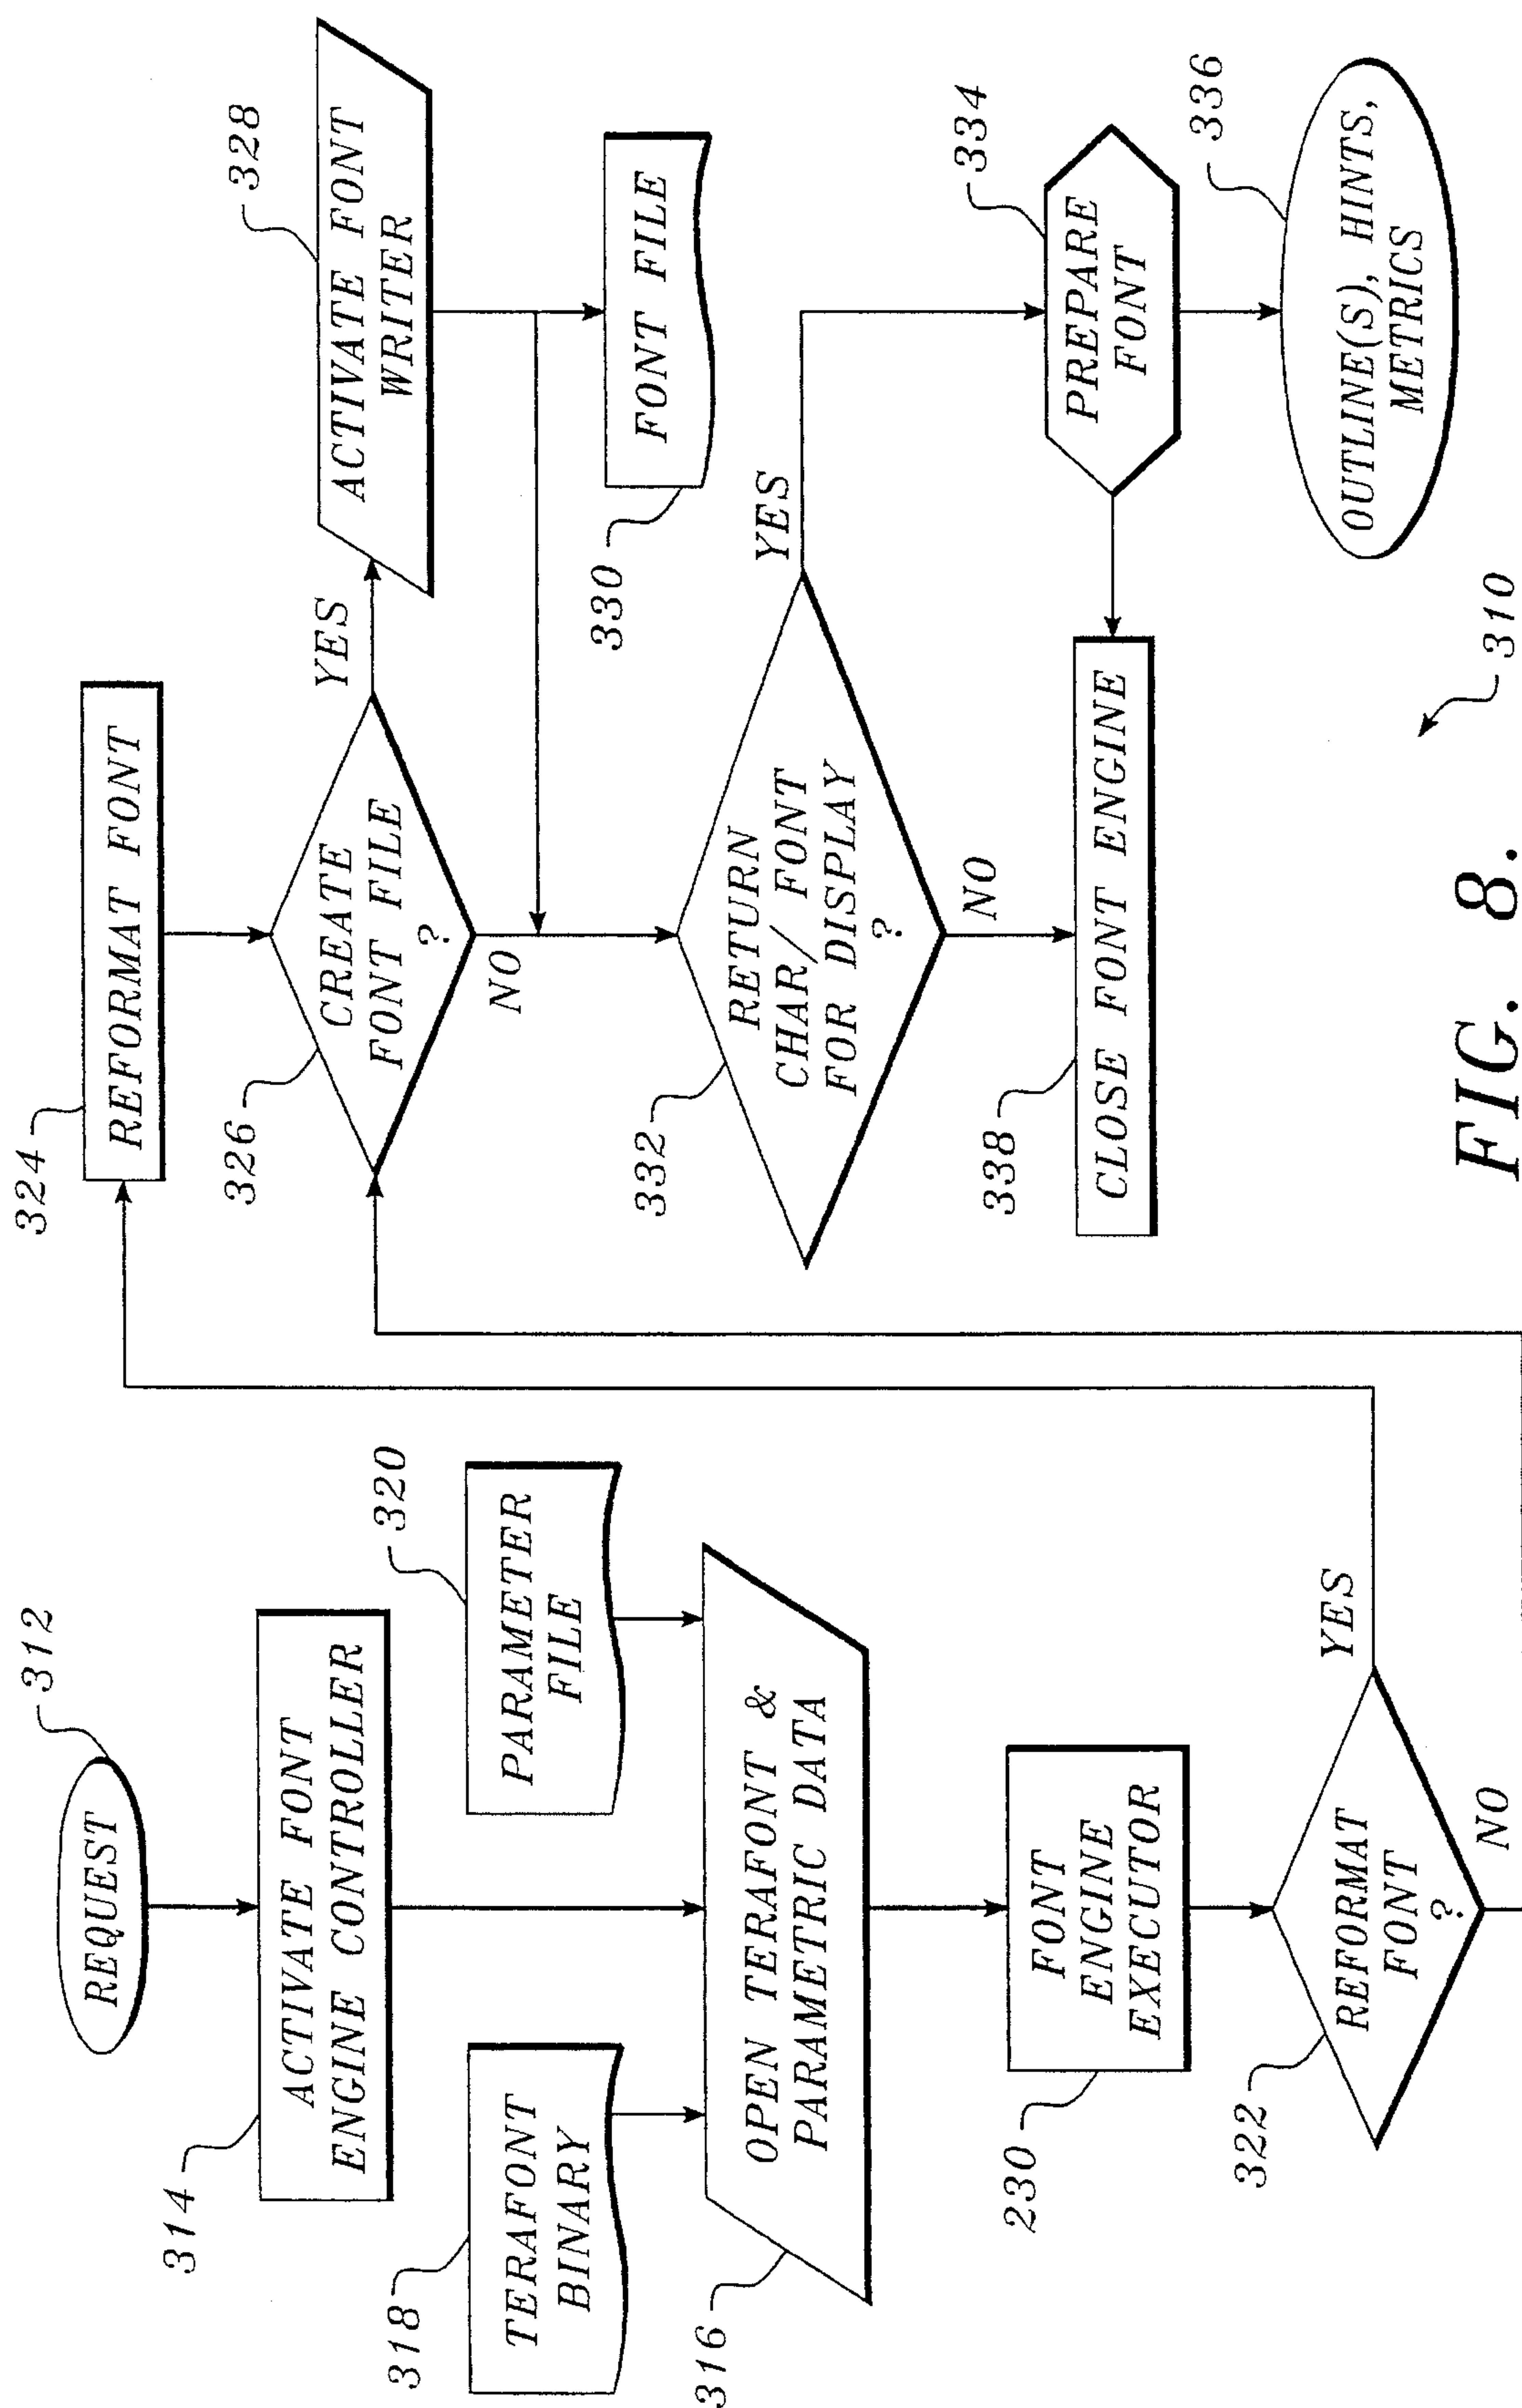 312
REQUEST
314
ACTIVATE FONT
ENGINE CONTROLLER
318
TERAFONT
BINARY
320
PARAMETER
FILE
316
OPEN TERAFONT &
PARAMETRIC DATA
230
FONT
ENGINE
EXECUTOR
322
REFORMAT
FONT
?
YES
NO
324
REFORMAT FONT
326
CREATE
FONT FILE
?
YES
NO
328
ACTIVATE FONT
WRITER
330
FONT FILE
332
RETURN
CHAR/ FONT
FOR DISPLAY
?
YES
NO
334
PREPARE
FONT
336
OUTLINE(S), HINTS,
METRICS
338
CLOSE FONT ENGINE
310
FIG. 8.